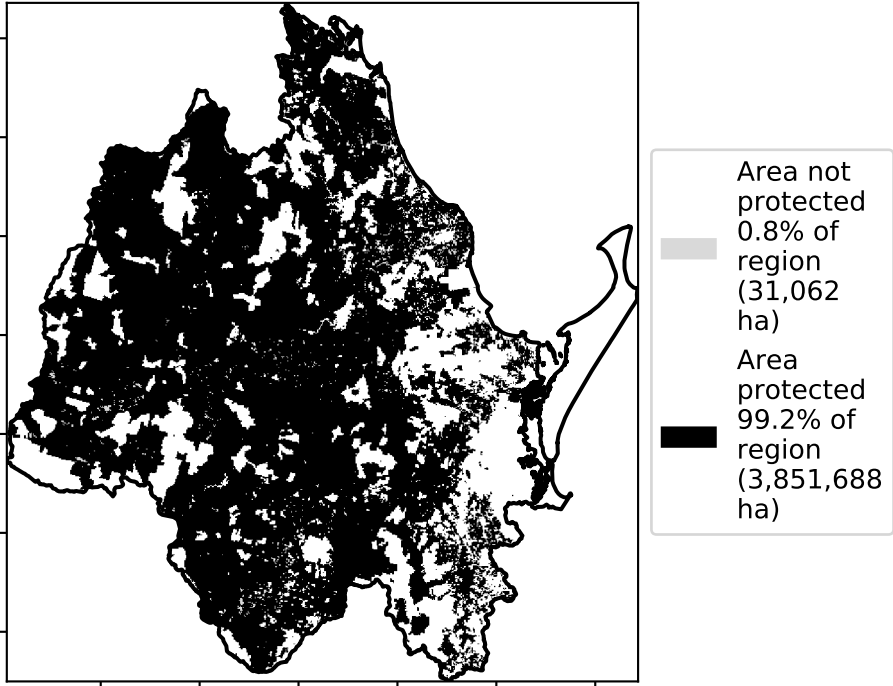 Area not
protected
0.8% of
region
(31,062
ha)
Area
protected
99.2% of
region
(3,851,688
ha)